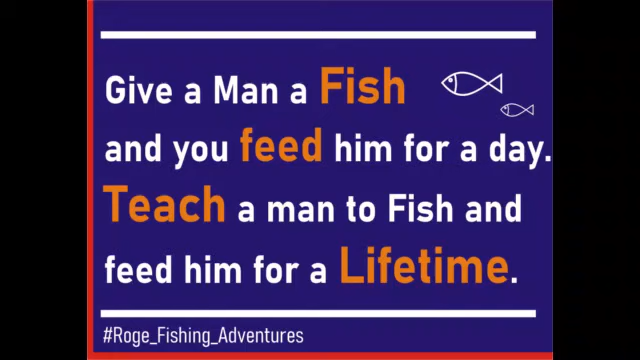 Give a Man a Fish
and you feed him for a day.
Teach a man to Fish and
feed him for a Lifetime.
#Roge_Fishing_Adventures